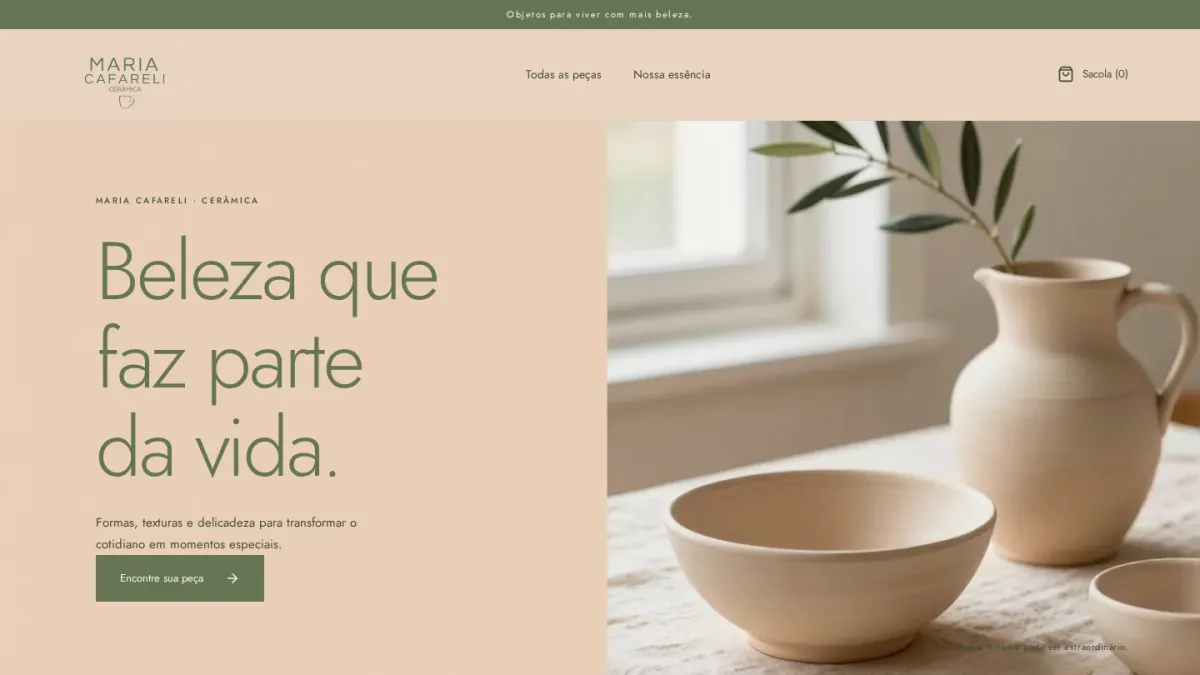 Objetos para viver com mais beleza.
MARIA
CAFARELI
CERÂMICA
Todas as peças
Nossa essência
Sacola (0)
MARIA CAFARELI · CERÂMICA
Beleza que
faz parte
da vida.
Formas, texturas e delicadeza para transformar o
cotidiano em momentos especiais.
Encontre sua peça
pode ser extraordinário.